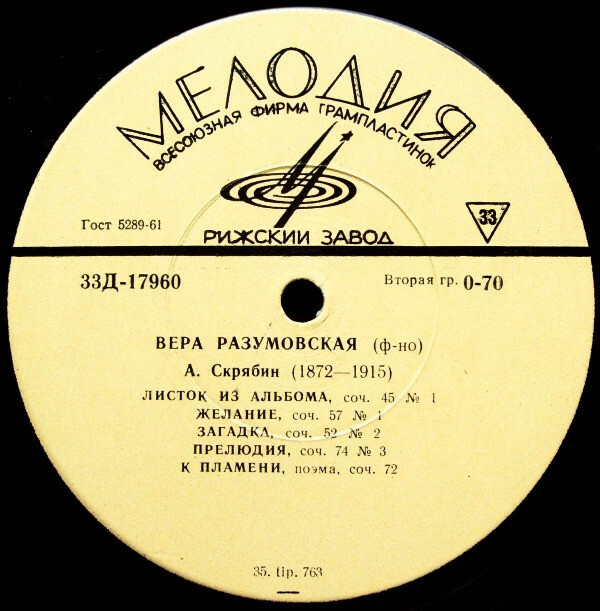 МЕЛОДИЯ
ВСЕСОЮЗНАЯ ФИРМА ГРАМПЛАСТИНОК
Гост 5289-61
33
РИЖСКИЙ ЗАВОД
33Д-17960
Вторая гр. 0-70
ВЕРА РАЗУМОВСКАЯ (ф-но)
А. Скрябин (1872—1915)
ЛИСТОК ИЗ АЛЬБОМА, соч. 45 № 1
ЖЕЛАНИЕ, соч. 57 № 1
ЗАГАДКА, соч. 52 № 2
ПРЕЛЮДИЯ, соч. 74 № 3
К ПЛАМЕНИ, поэма, соч. 72
35. tip. 763